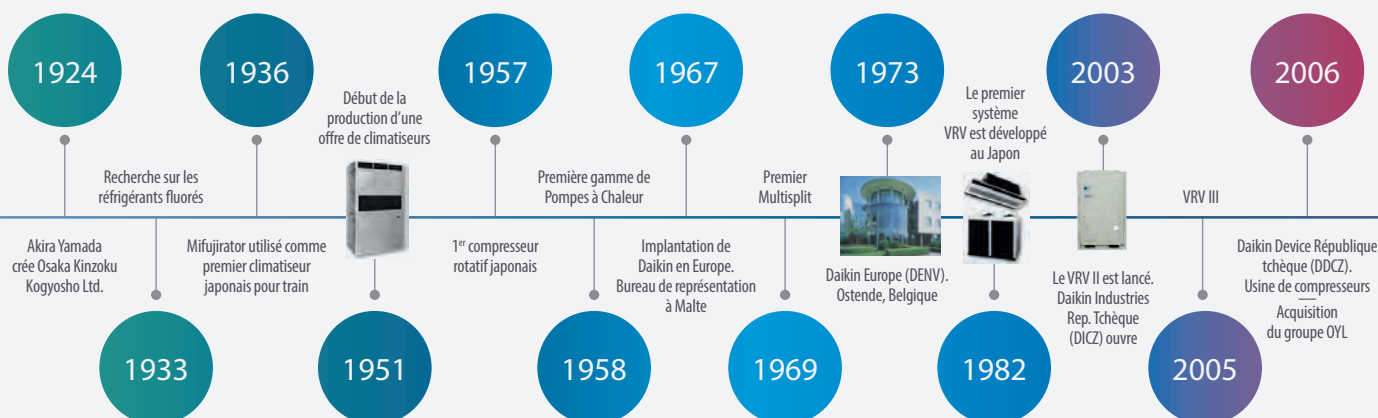 1924
Akira Yamada
crée Osaka Kinzoku
Kogyosho Ltd.
Recherche sur les
réfrigérants fluorés
1933
1936
Mifujirator utilisé comme
premier climatiseur
japonais pour train
Début de la
production d'une
offre de climatiseurs
1951
1957
1er compresseur
rotatif japonais
Première gamme de
Pompes à Chaleur
1958
1967
Implantation de
Daikin en Europe.
Bureau de représentation
à Malte
Premier
Multisplit
1969
1973
Daikin Europe (DENV).
Ostende, Belgique
Le premier
système
VRV est développé
au Japon
1982
2003
Le VRV II est lancé.
Daikin Industries
Rep. Tchèque
(DICZ) ouvre
VRV III
2005
2006
Daikin Device République
tchèque (DDCZ).
Usine de compresseurs
Acquisition
du groupe OYL